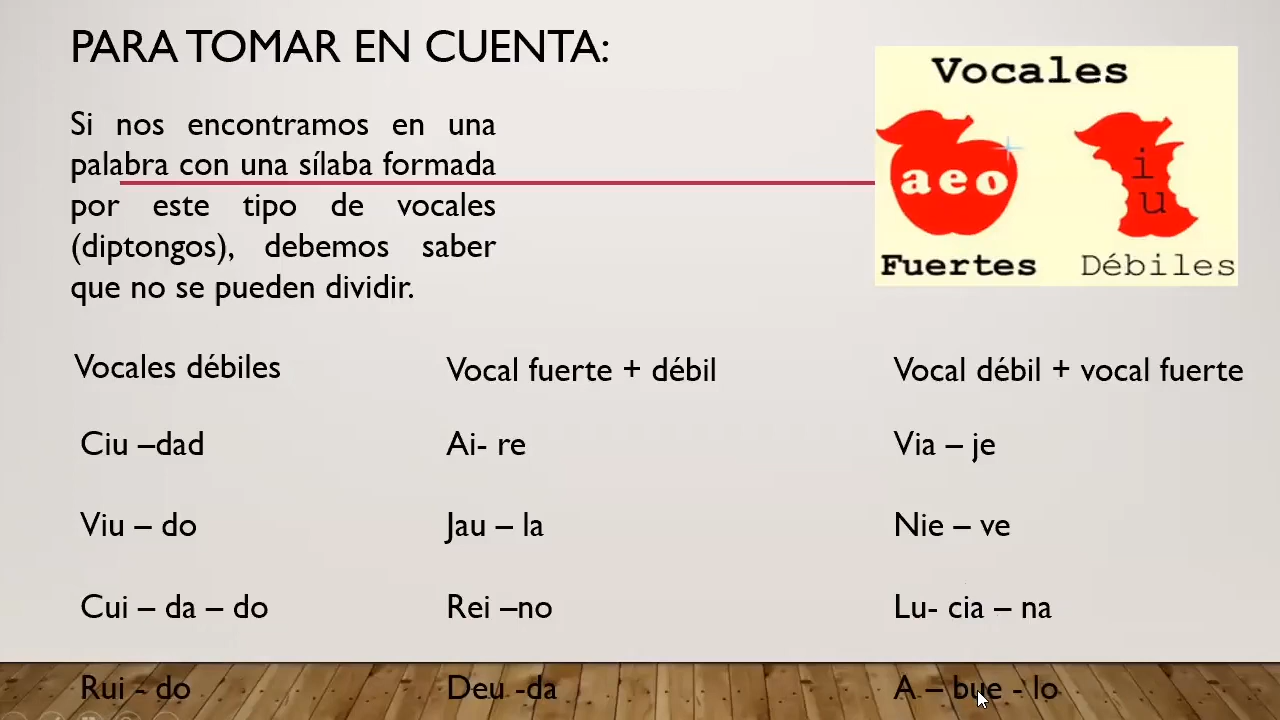 PARA TOMAR EN CUENTA:
Si nos encontramos en una
palabra con una sílaba formada
por este tipo de vocales
(diptongos), debemos saber
que no se pueden dividir.
Vocales
a e o
i
u
Fuertes
Débiles
Vocales débiles
Ciu –dad
Viu – do
Cui – da – do
Rui - do
Vocal fuerte + débil
Ai- re
Jau – la
Rei –no
Deu -da
Vocal débil + vocal fuerte
Via – je
Nie – ve
Lu- cia – na
A – bue - lo